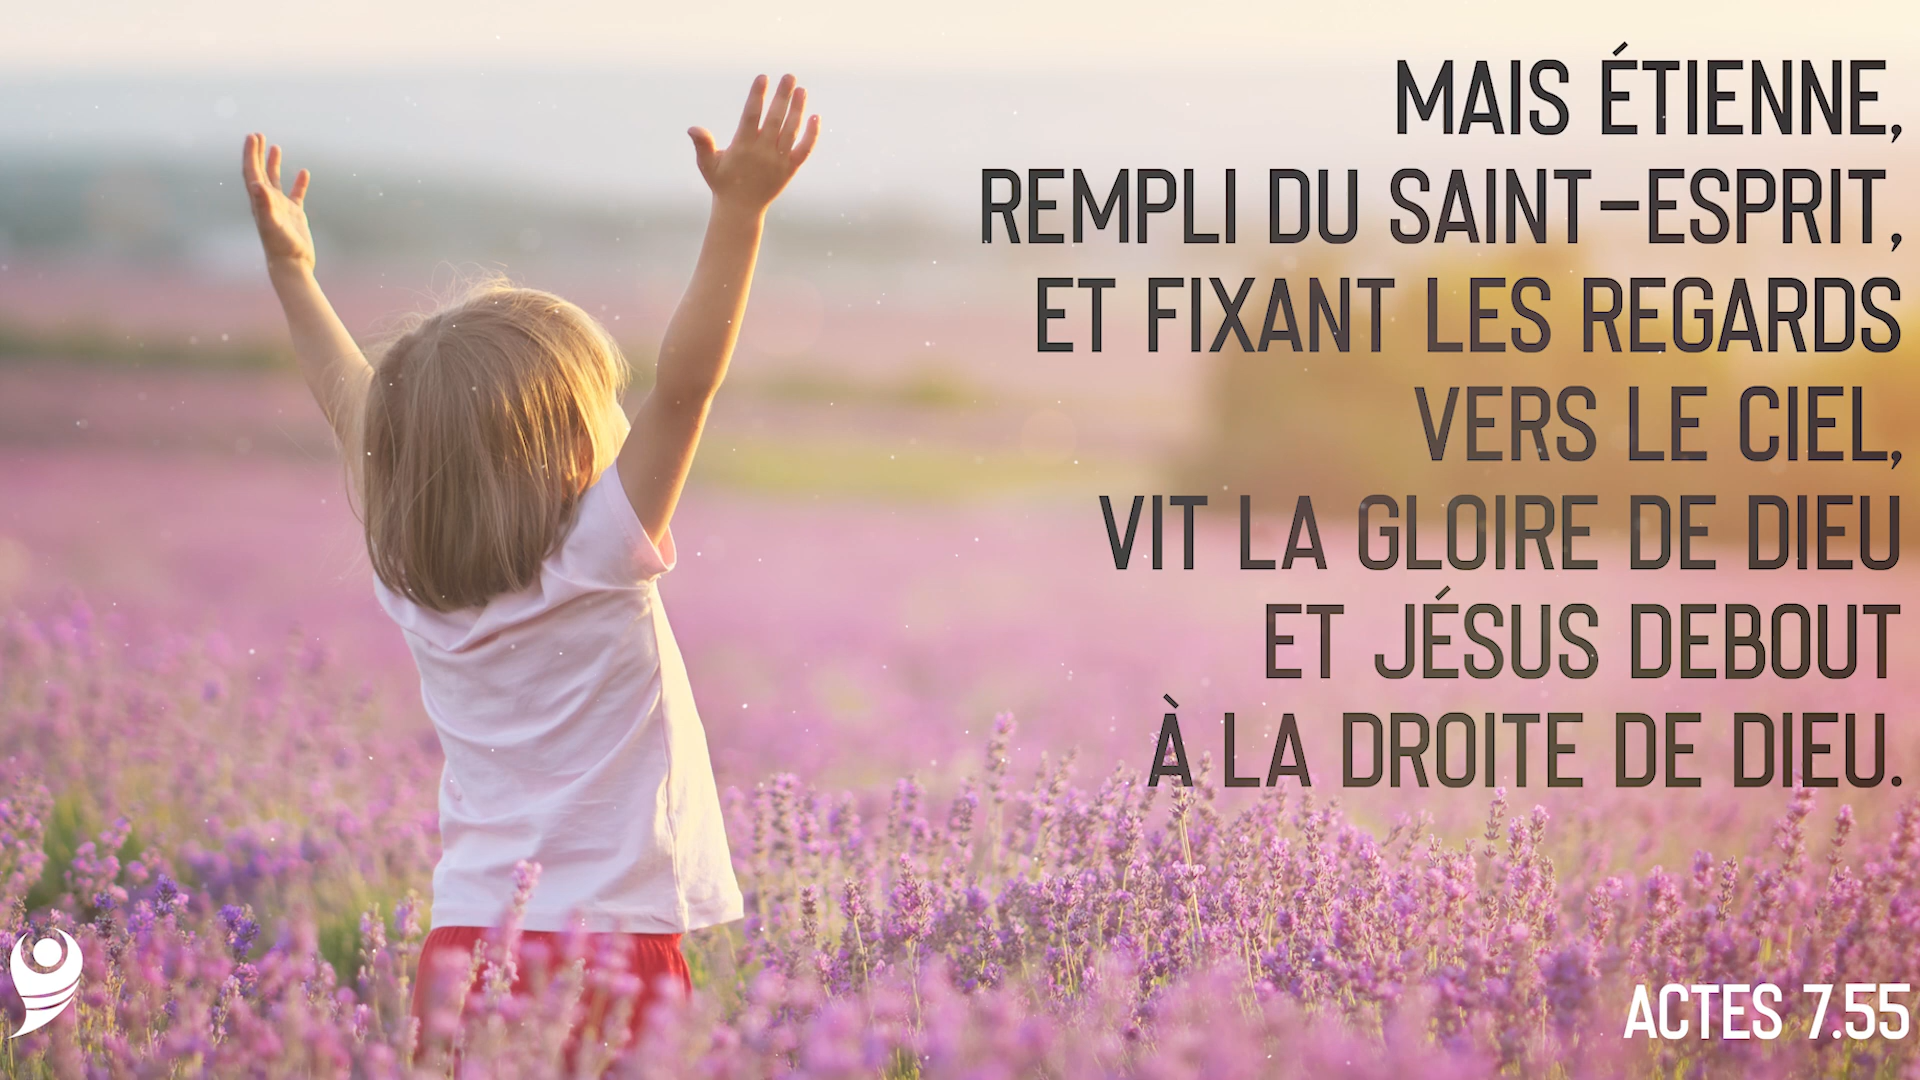 MAIS ÉTIENNE,
REMPLI DU SAINT-ESPRIT,
ET FIXANT LES REGARDS
VERS LE CIEL,
VIT LA GLOIRE DE DIEU
ET JÉSUS DEBOUT
À LA DROITE DE DIEU.
ACTES 7.55